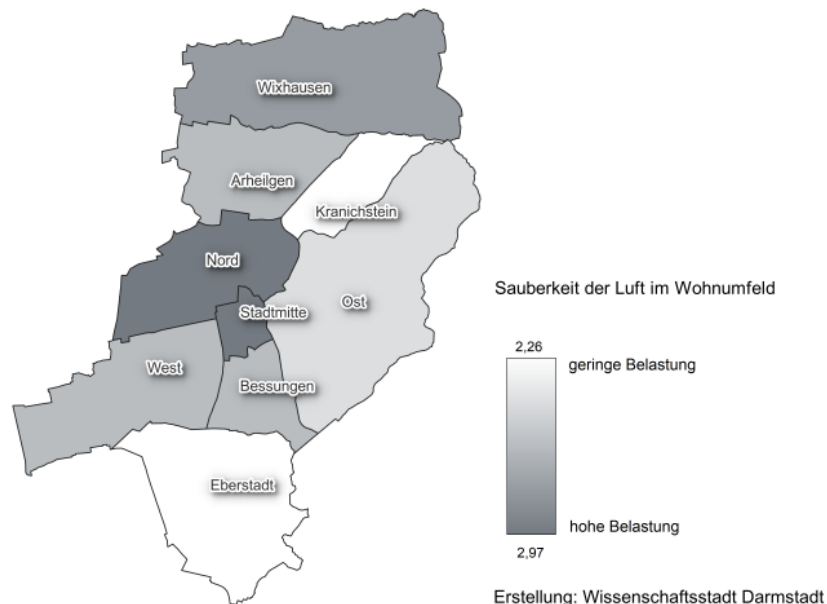 Wixhausen
Arheilgen
Kranichstein
Nord
Stadtmitte
Ost
West
Bessungen
Eberstadt
Sauberkeit der Luft im Wohnumfeld
2,26
geringe Belastung
hohe Belastung
2,97
Erstellung: Wissenschaftsstadt Darmstadt